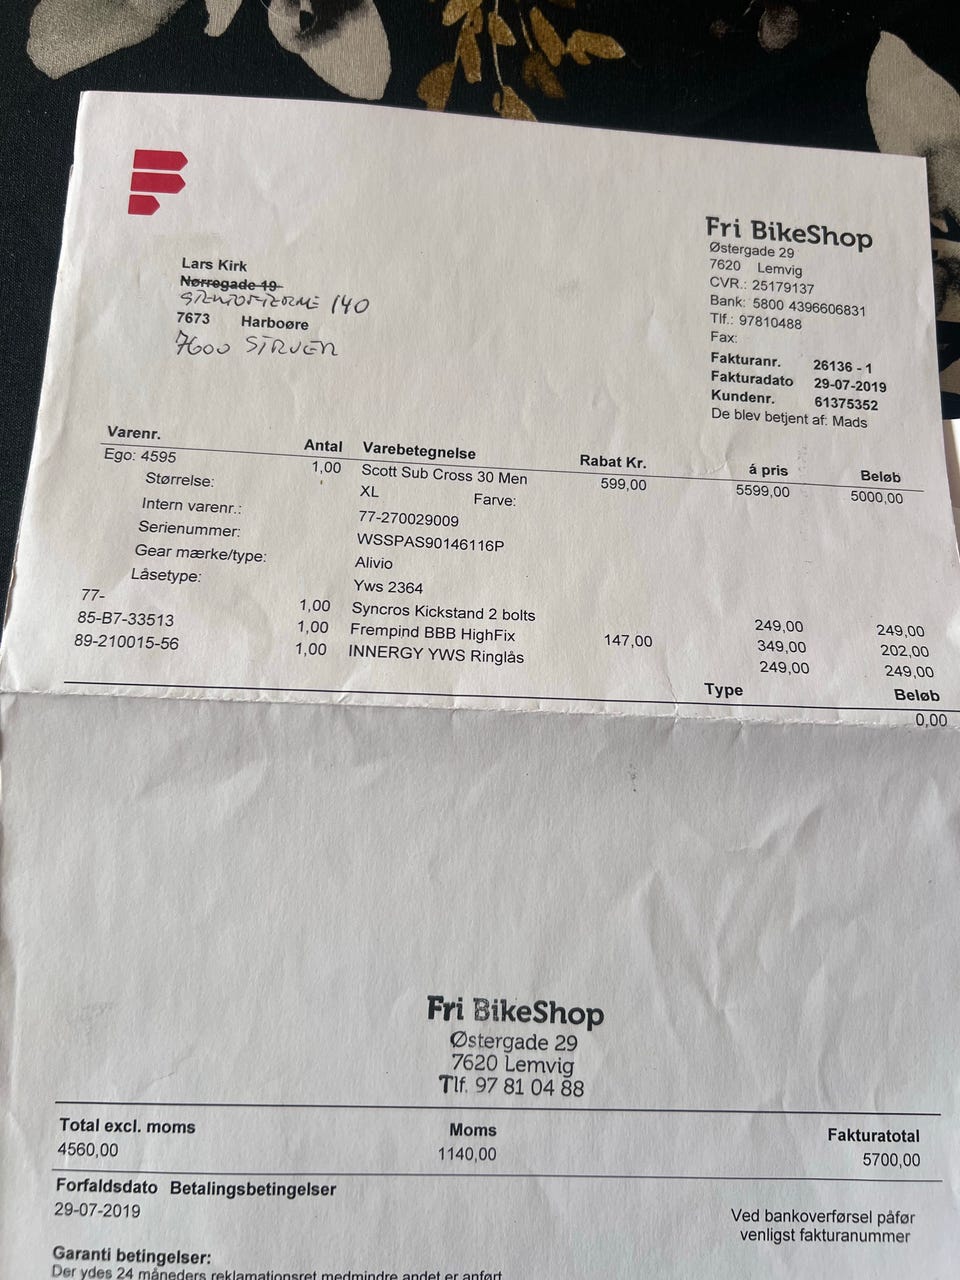 Fri BikeShop
Østergade 29
7620 Lemvig
CVR.: 25179137
Bank: 5800 4396606831
Tlf.: 97810488
Fax:
Fakturanr. 26136 - 1
Fakturadato 29-07-2019
Kundenr. 61375352
De blev betjent af: Mads
Lars Kirk
Nørregade 19
140
7673 Harboøre
7600 STRUER
Varenr. Antal Varebetegnelse Rabat Kr. á pris Beløb
Ego: 4595 1,00 Scott Sub Cross 30 Men 599,00 5599,00 5000,00
Størrelse: XL Farve:
Intern varenr.: 77-270029009
Serienummer: WSSPAS90146116P
Gear mærke/type: Alivio
Låsetype: Yws 2364
77- 1,00 Syncros Kickstand 2 bolts 249,00 249,00
85-B7-33513 1,00 Frempind BBB HighFix 147,00 349,00 202,00
89-210015-56 1,00 INNERGY YWS Ringlås 249,00 249,00
Type Beløb
0,00
Fri BikeShop
Østergade 29
7620 Lemvig
Tlf. 97 81 04 88
Total excl. moms Moms Fakturatotal
4560,00 1140,00 5700,00
Forfaldsdato Betalingsbetingelser
29-07-2019
Ved bankoverførsel påfør
venligst fakturanummer
Garanti betingelser:
Der ydes 24 måneders reklamationsret medmindre andet er anført